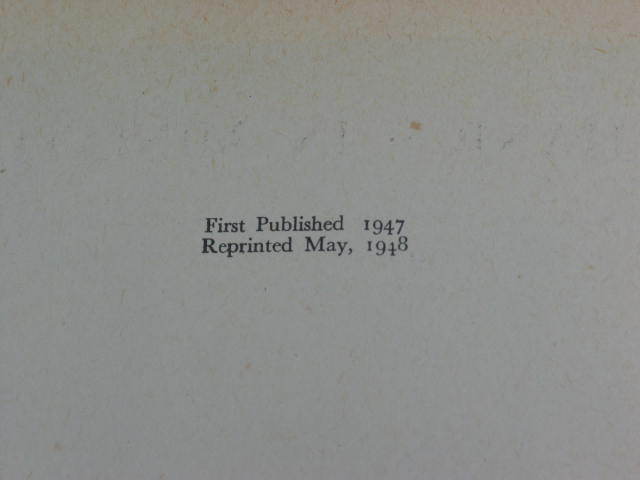 First Published 1947
Reprinted May, 1948